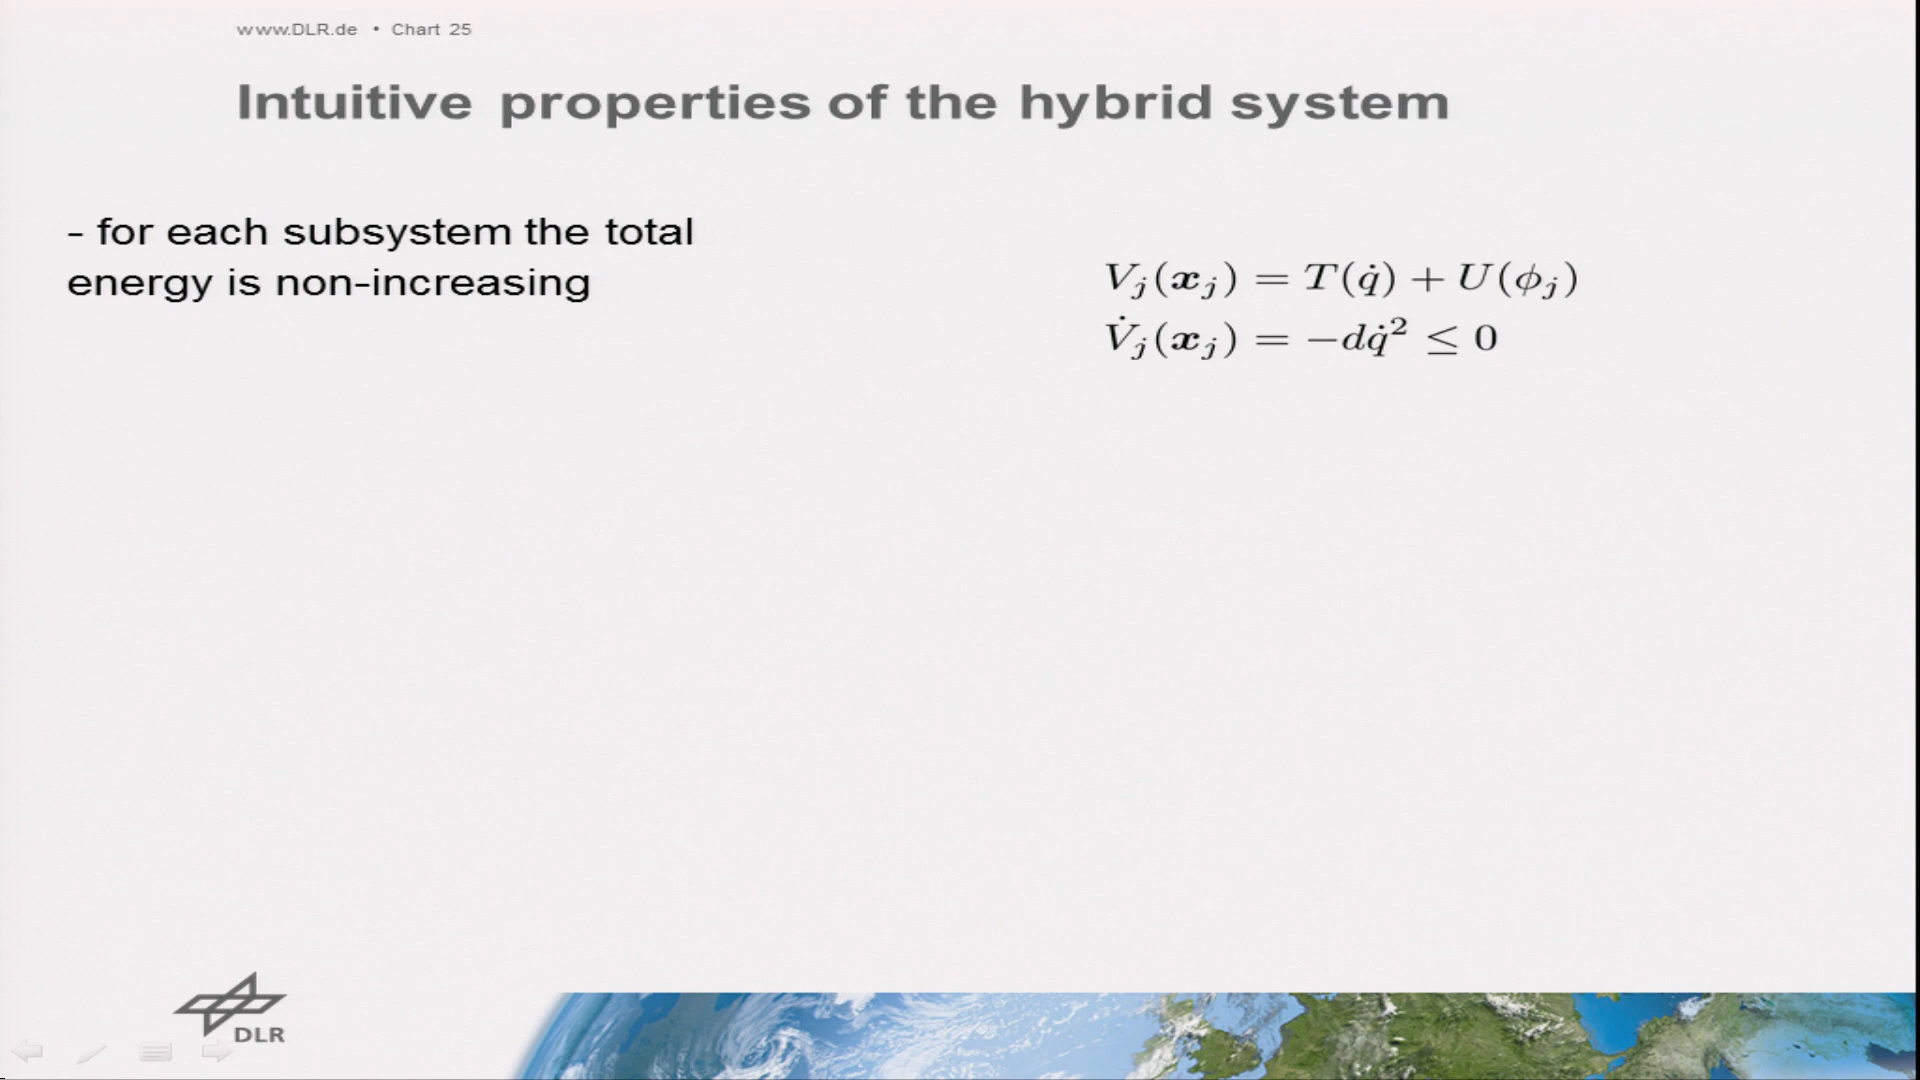 www.DLR.de • Chart 25
Intuitive properties of the hybrid system
- for each subsystem the total
energy is non-increasing
V_j(x_j) = T(q̇) + U(ϕ_j)
V̇_j(x_j) = −dq̇² ≤ 0
DLR